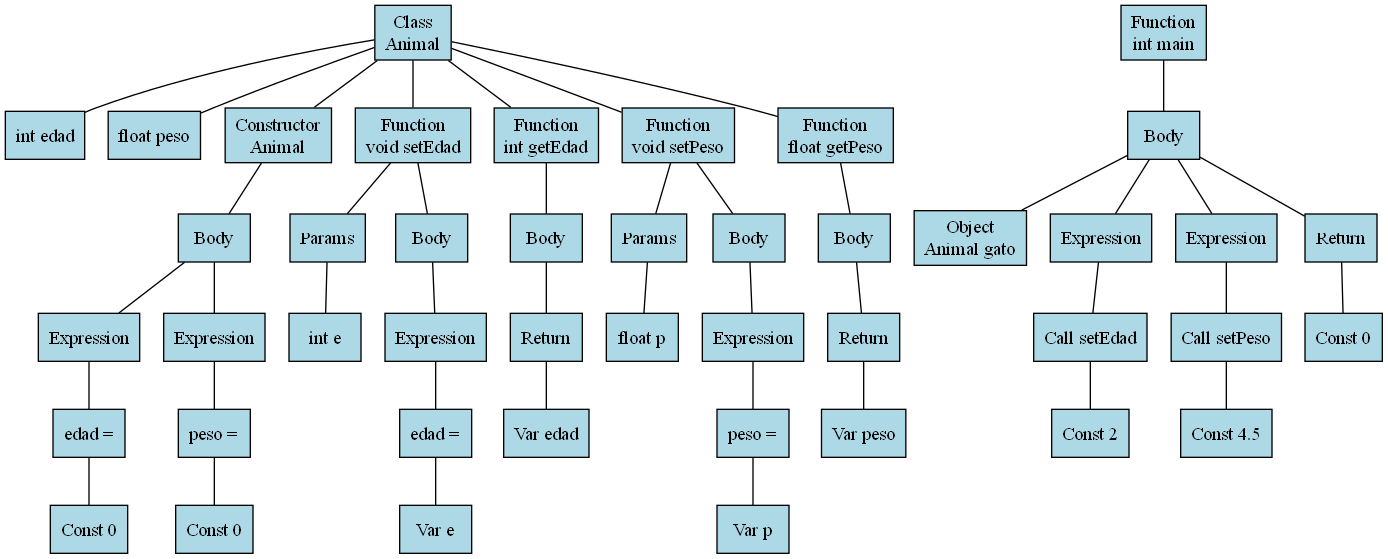 Class
Animal
Function
int main
int edad
float peso
Constructor
Animal
Function
void setEdad
Function
int getEdad
Function
void setPeso
Function
float getPeso
Body
Body
Params
Body
Body
Params
Body
Body
Object
Animal gato
Expression
Expression
Return
Expression
Expression
int e
Expression
Return
float p
Expression
Return
Call setEdad
Call setPeso
Const 0
edad =
peso =
edad =
Var edad
peso =
Var peso
Const 2
Const 4.5
Const 0
Const 0
Var e
Var p